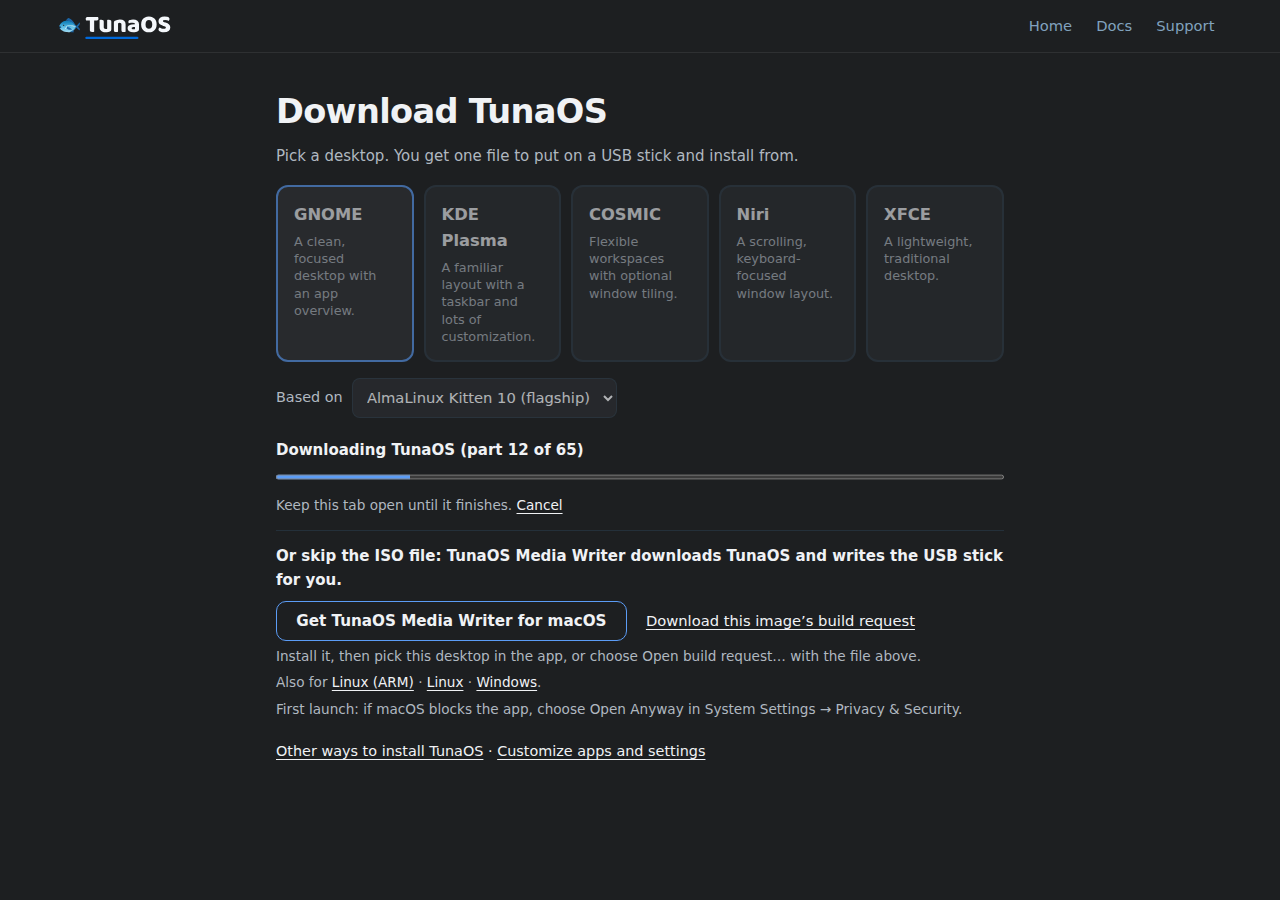 🐟 TunaOS
Home Docs Support
Download TunaOS
Pick a desktop. You get one file to put on a USB stick and install from.
GNOME
A clean,
focused
desktop with
an app
overview.
KDE
Plasma
A familiar
layout with a
taskbar and
lots of
customization.
COSMIC
Flexible
workspaces
with optional
window tiling.
Niri
A scrolling,
keyboard-
focused
window layout.
XFCE
A lightweight,
traditional
desktop.
Based on AlmaLinux Kitten 10 (flagship)
Downloading TunaOS (part 12 of 65)
Keep this tab open until it finishes. Cancel
Or skip the ISO file: TunaOS Media Writer downloads TunaOS and writes the USB stick
for you.
Get TunaOS Media Writer for macOS Download this image’s build request
Install it, then pick this desktop in the app, or choose Open build request… with the file above.
Also for Linux (ARM) · Linux · Windows.
First launch: if macOS blocks the app, choose Open Anyway in System Settings → Privacy & Security.
Other ways to install TunaOS · Customize apps and settings